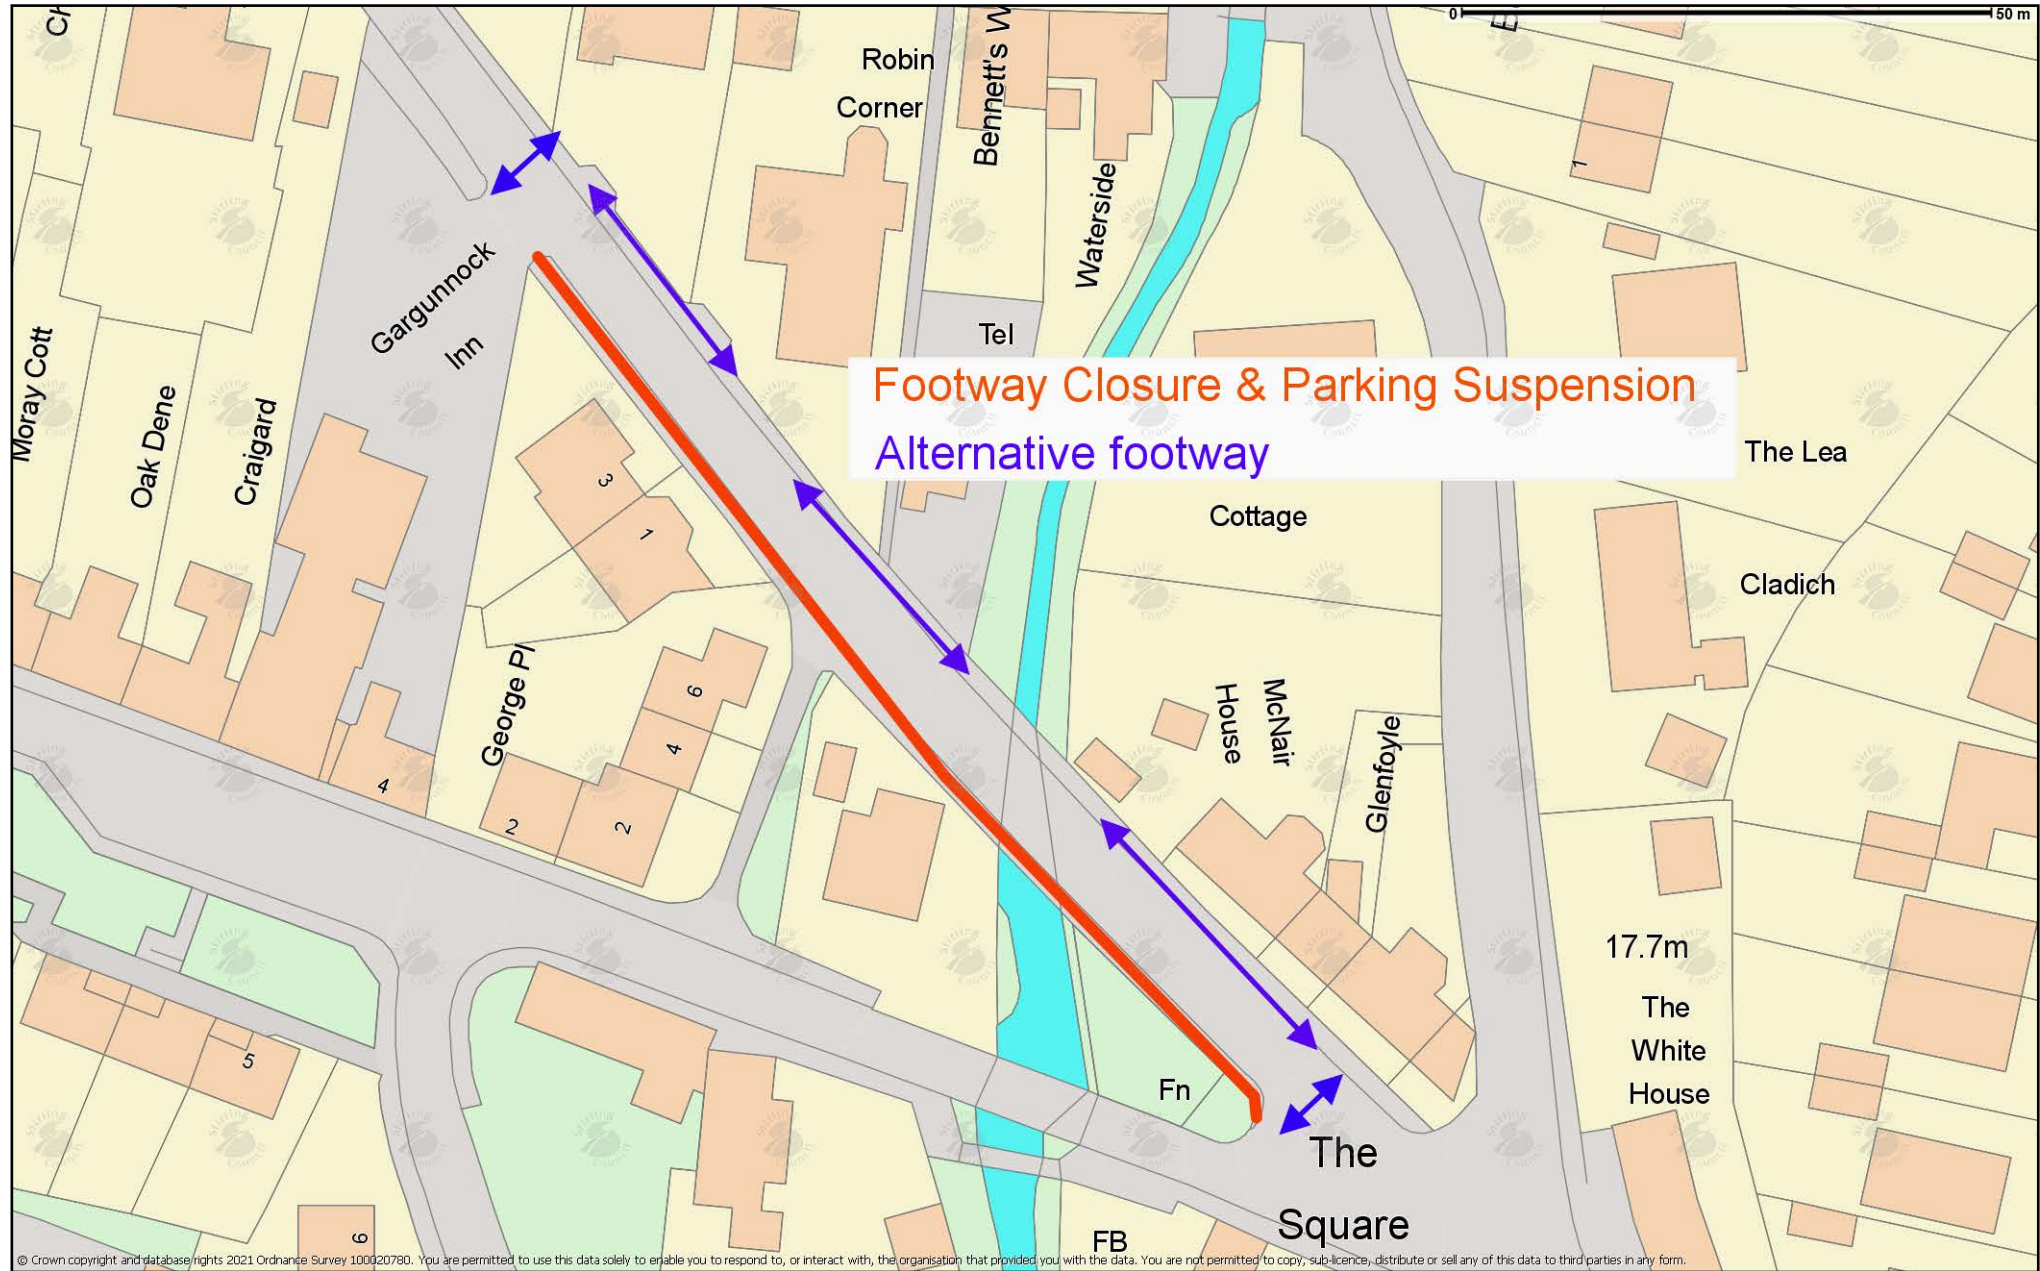 0 50 m
Ch
Robin
Corner
Bennett's W
Waterside
1
Gargunnock
Inn
Tel
Moray Cott
Oak Dene
Craigard
Footway Closure & Parking Suspension
Alternative footway
The Lea
3
1
Cottage
Cladich
George Pl
6
4
2
2
4
McNair
House
Glenfoyle
17.7m
The
White
House
5
Fn
The
Square
6
FB
© Crown copyright and database rights 2021 Ordnance Survey 100020780. You are permitted to use this data solely to enable you to respond to, or interact with, the organisation that provided you with the data. You are not permitted to copy, sub-licence, distribute or sell any of this data to third parties in any form.
Stirling
Council